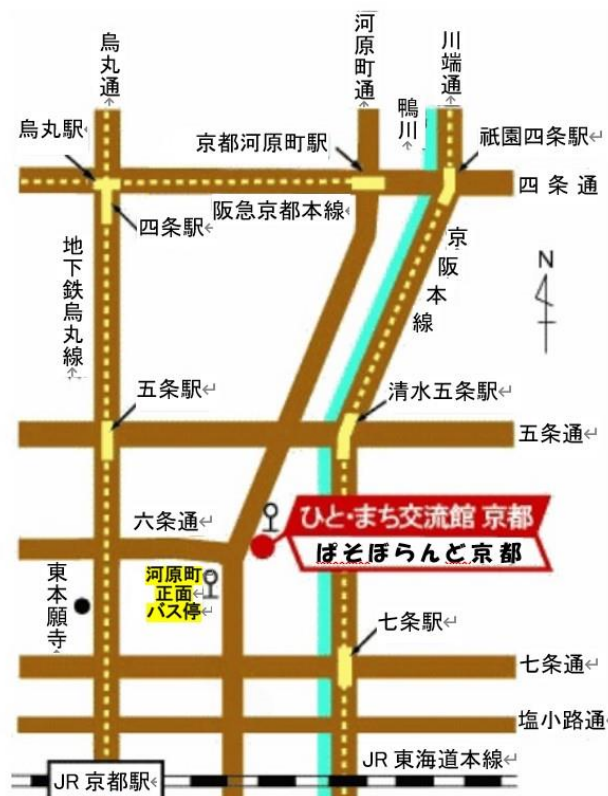 烏丸通
河原町通
川端通
鴨川
烏丸駅
京都河原町駅
祇園四条駅
四条通
阪急京都本線
四条駅
京阪本線
地下鉄烏丸線
N
五条駅
清水五条駅
五条通
六条通
ひと・まち交流館 京都
ぱそぼらんど京都
河原町
正面
バス停
東本願寺
七条駅
七条通
塩小路通
JR 東海道本線
JR 京都駅